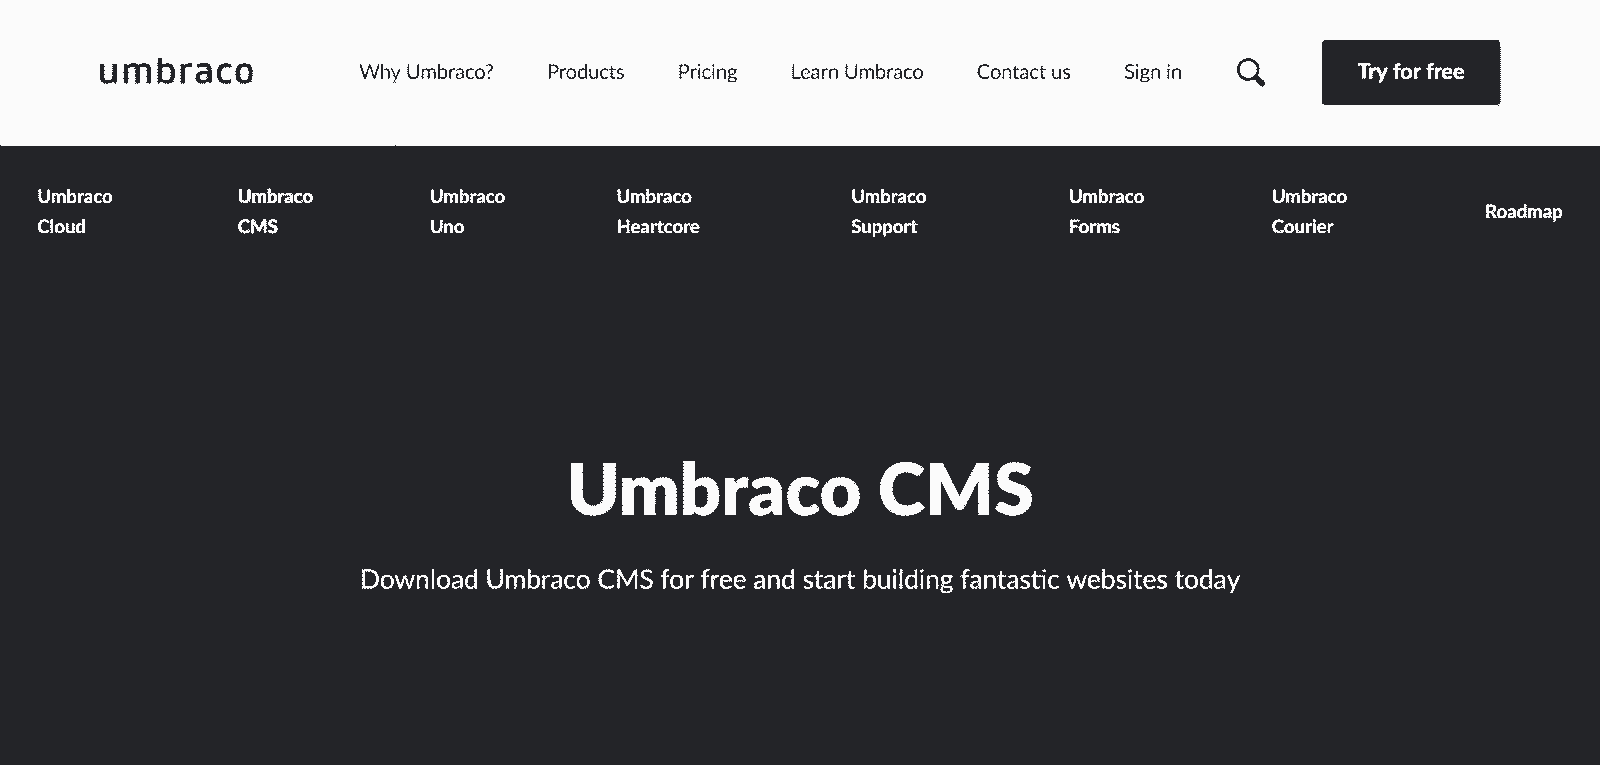 umbraco
Why Umbraco?
Products
Pricing
Learn Umbraco
Contact us
Sign in
Try for free
Umbraco
Cloud
Umbraco
CMS
Umbraco
Uno
Umbraco
Heartcore
Umbraco
Support
Umbraco
Forms
Umbraco
Courier
Roadmap
Umbraco CMS
Download Umbraco CMS for free and start building fantastic websites today